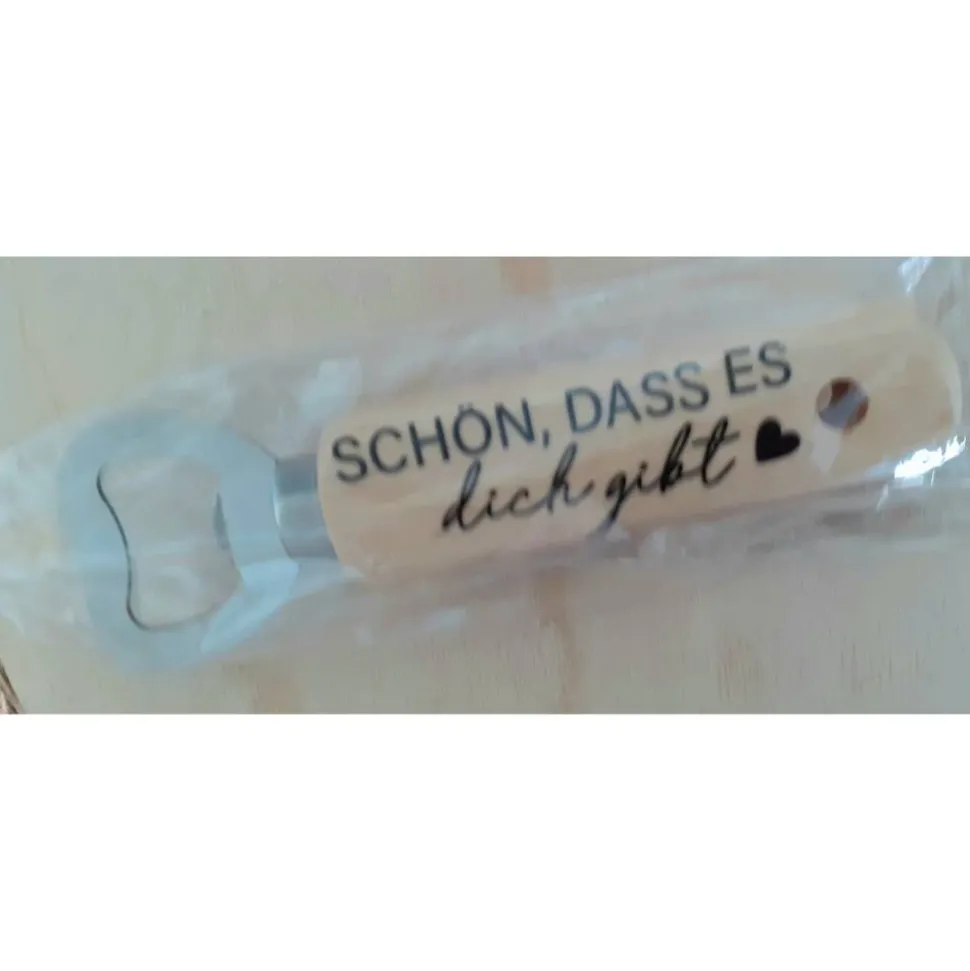 SCHÖN, DASS ES
dich gibt